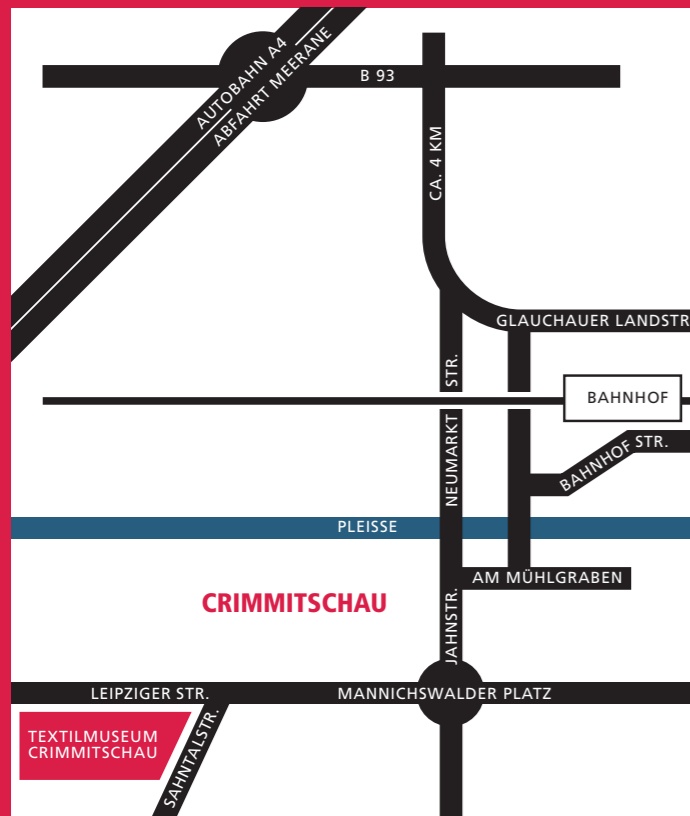 AUTOBAHN A4
ABFAHRT MEERANE
B 93
CA. 4 KM
GLAUCHAUER LANDSTR
NEUMARKT STR.
BAHNHOF
BAHNHOF STR.
PLEISSE
AM MÜHLGRABEN
CRIMMITSCHAU
JAHNSTR.
LEIPZIGER STR.
MANNICHSWALDER PLATZ
TEXTILMUSEUM
CRIMMITSCHAU
SAHNTALSTR.